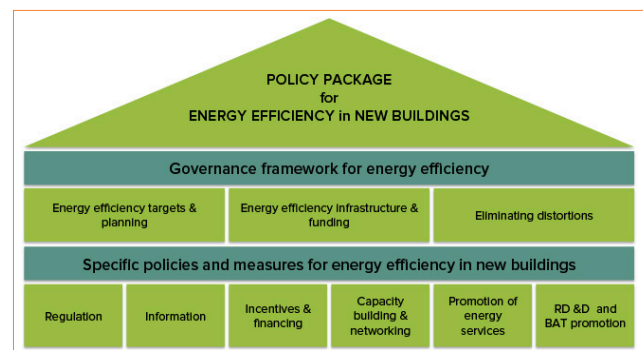 POLICY PACKAGE
for
ENERGY EFFICIENCY in NEW BUILDINGS
Governance framework for energy efficiency
Energy efficiency targets &
planning
Energy efficiency infrastructure &
funding
Eliminating distortions
Specific policies and measures for energy efficiency in new buildings
Regulation
Information
Incentives &
financing
Capacity
building &
networking
Promotion of
energy
services
RD &D and
BAT promotion